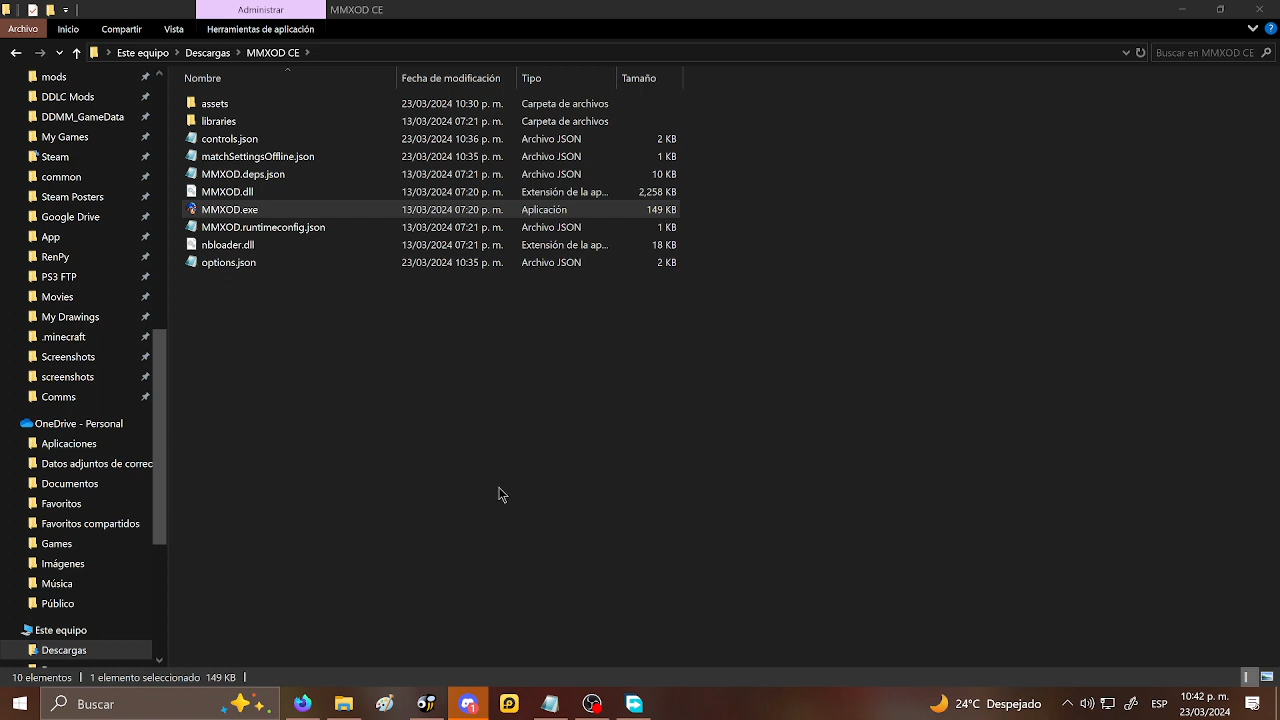 Administrar MMXOD CE
Archivo Inicio Compartir Vista Herramientas de aplicación
Este equipo Descargas MMXOD CE Buscar en MMXOD CE
Nombre Fecha de modificación Tipo Tamaño
assets 23/03/2024 10:30 p. m. Carpeta de archivos
libraries 13/03/2024 07:21 p. m. Carpeta de archivos
controls.json 23/03/2024 10:36 p. m. Archivo JSON 2 KB
matchSettingsOffline.json 23/03/2024 10:35 p. m. Archivo JSON 1 KB
MMXOD.deps.json 13/03/2024 07:21 p. m. Archivo JSON 10 KB
MMXOD.dll 13/03/2024 07:20 p. m. Extensión de la ap... 2,258 KB
MMXOD.exe 13/03/2024 07:20 p. m. Aplicación 149 KB
MMXOD.runtimeconfig.json 13/03/2024 07:21 p. m. Archivo JSON 1 KB
nbloader.dll 13/03/2024 07:21 p. m. Extensión de la ap... 18 KB
options.json 23/03/2024 10:35 p. m. Archivo JSON 2 KB
mods
DDLC Mods
DDMM_GameData
My Games
Steam
common
Steam Posters
Google Drive
App
RenPy
PS3 FTP
Movies
My Drawings
.minecraft
Screenshots
screenshots
Comms
OneDrive - Personal
Aplicaciones
Datos adjuntos de correc
Documentos
Favoritos
Favoritos compartidos
Games
Imágenes
Música
Público
Este equipo
Descargas
10 elementos 1 elemento seleccionado 149 KB
Buscar 24°C Despejado ESP 10:42 p. m.
23/03/2024